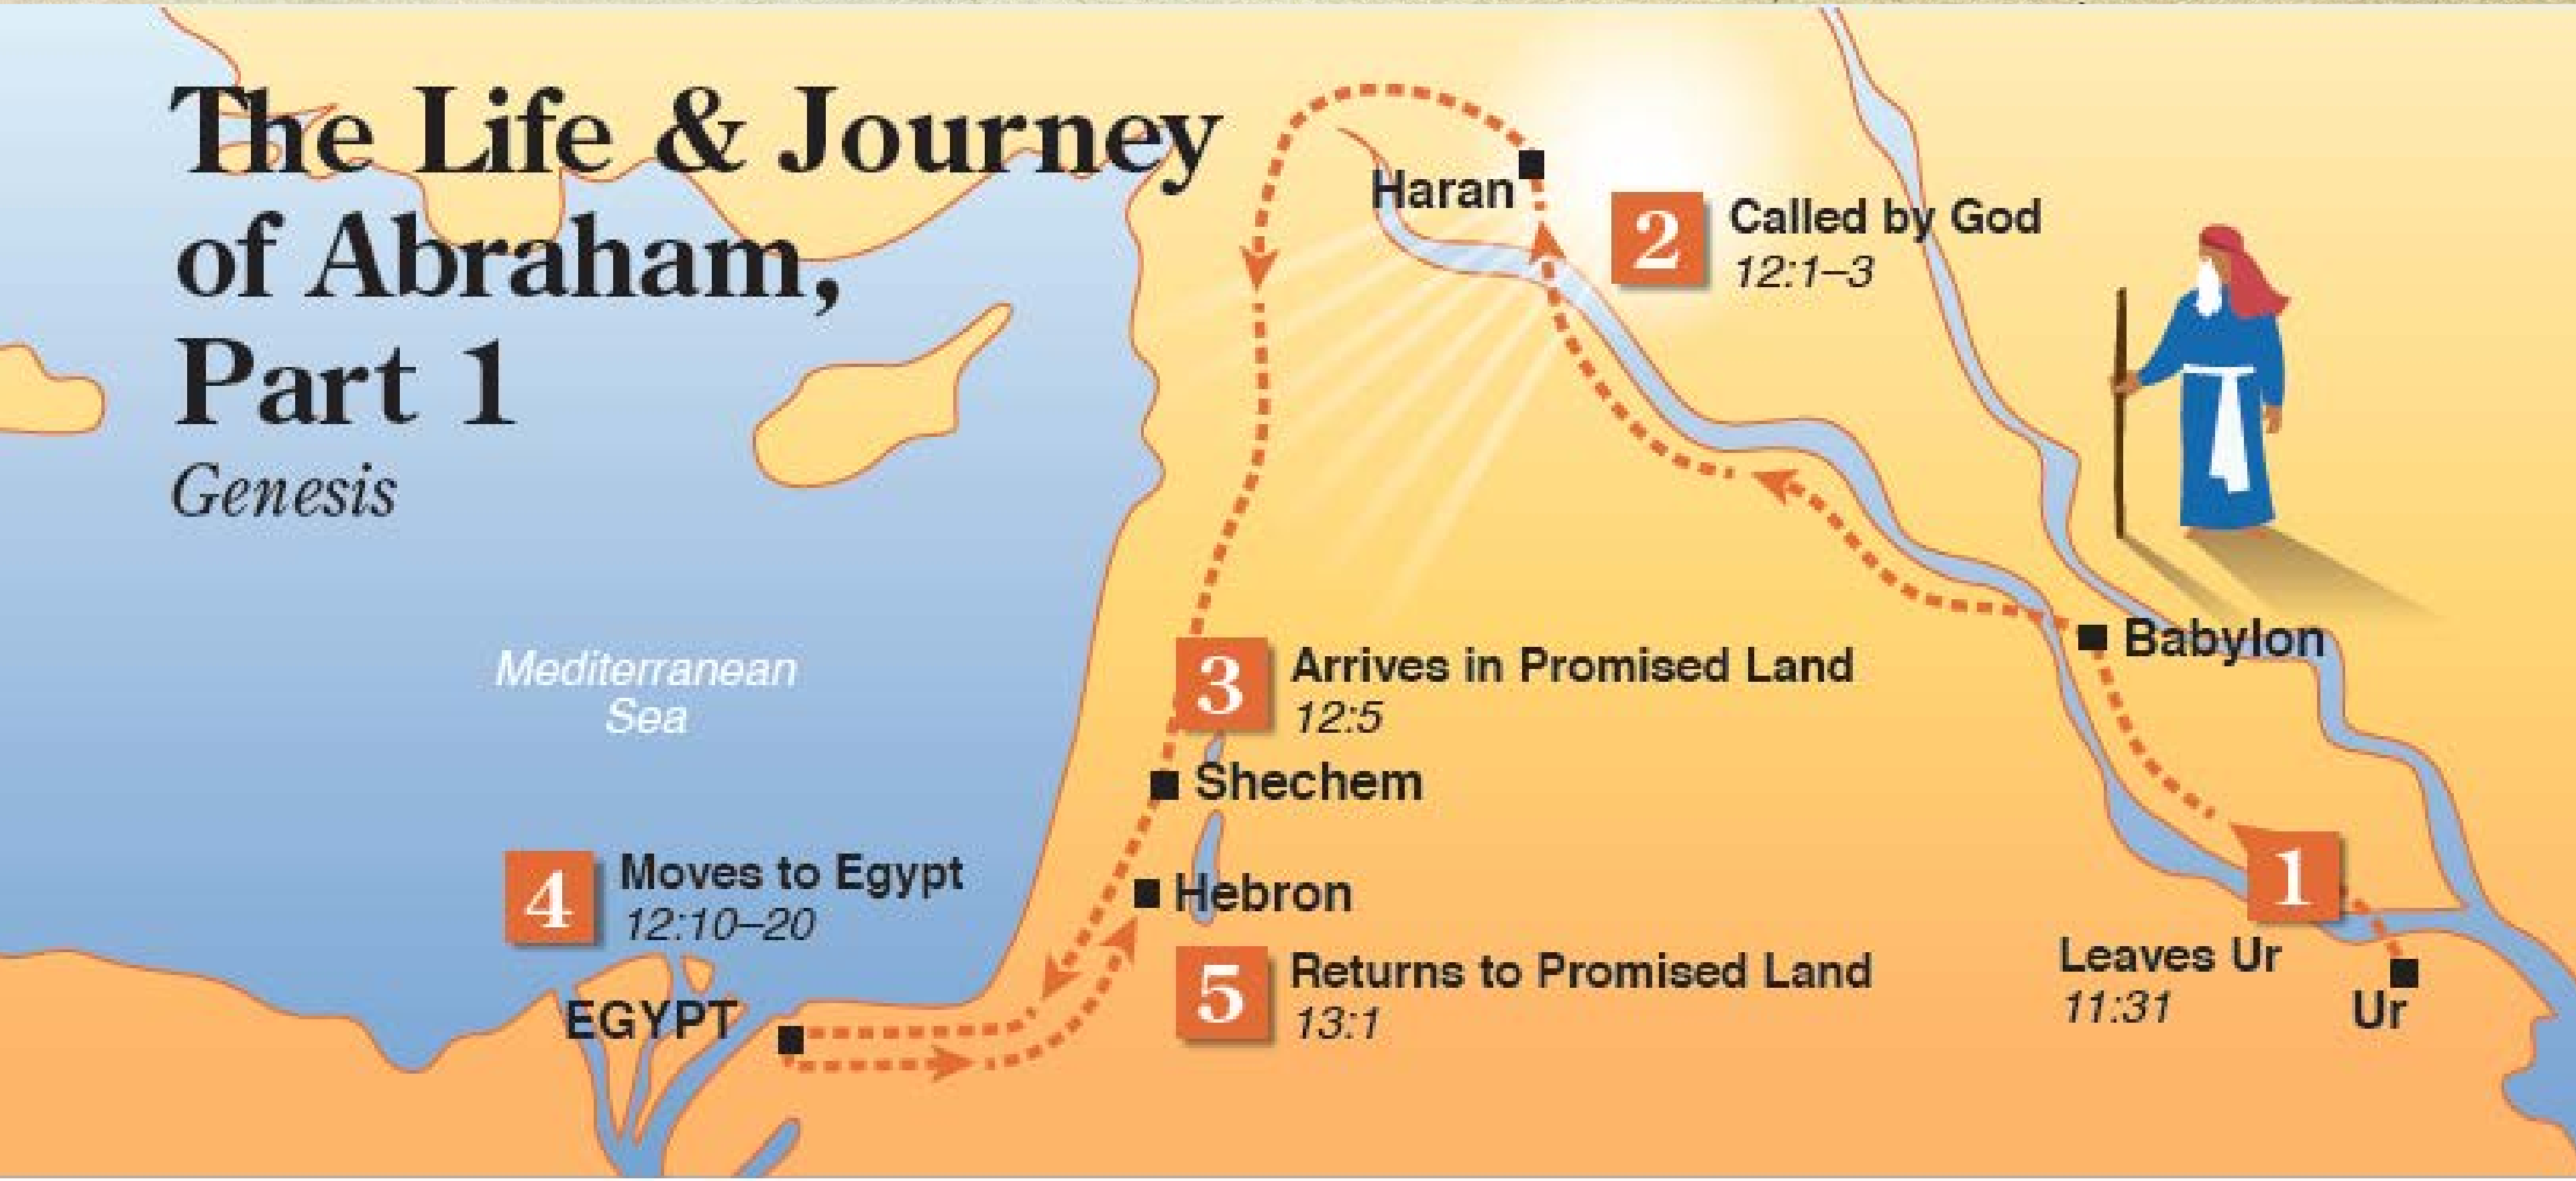 The Life & Journey
of Abraham,
Part 1
Genesis
Haran
2
Called by God
12:1–3
Babylon
Mediterranean
Sea
3
Arrives in Promised Land
12:5
Shechem
4
Moves to Egypt
12:10–20
Hebron
1
Leaves Ur
11:31
Ur
5
Returns to Promised Land
13:1
EGYPT